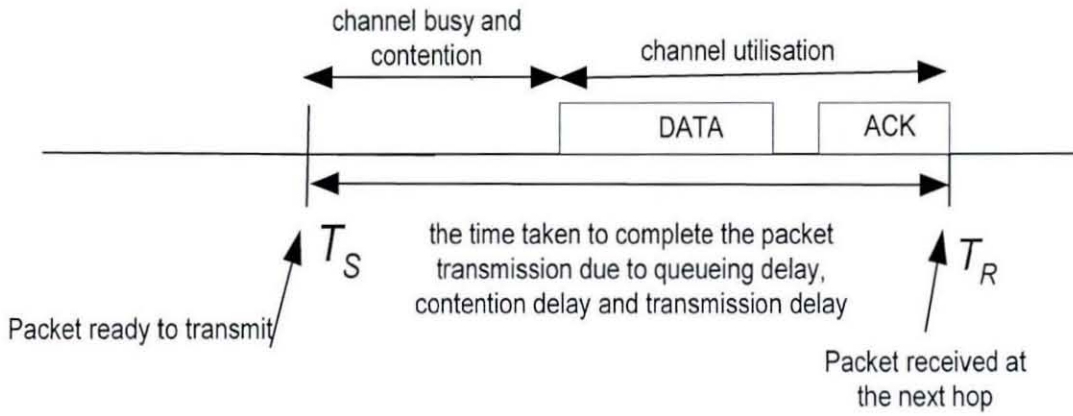 channel busy and
contention
channel utilisation
DATA
ACK
T_S
the time taken to complete the packet
transmission due to queueing delay,
contention delay and transmission delay
T_R
Packet ready to transmit
Packet received at
the next hop